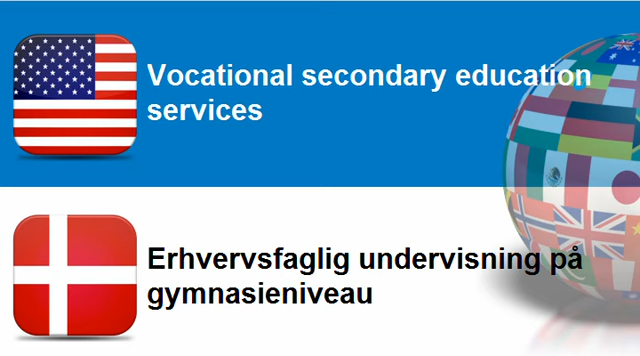 Vocational secondary education
services
Erhvervsfaglig undervisning på
gymnasieniveau